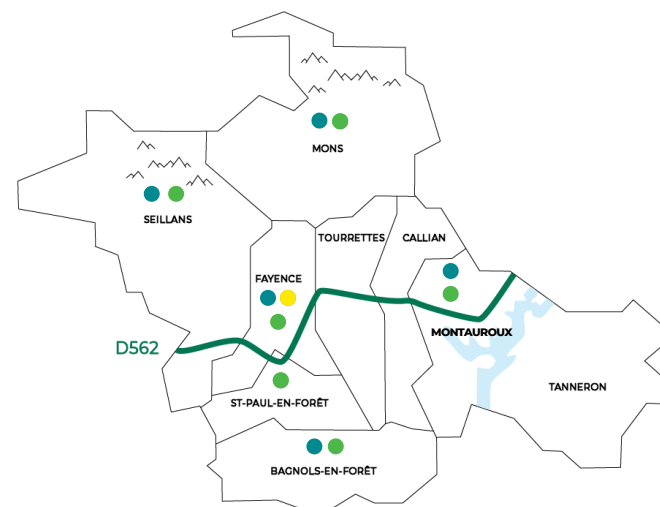 MONS
SEILLANS
TOURRETTES
CALLIAN
FAYENCE
MONTAUROUX
D562
TANNERON
ST-PAUL-EN-FORÊT
BAGNOLS-EN-FORÊT